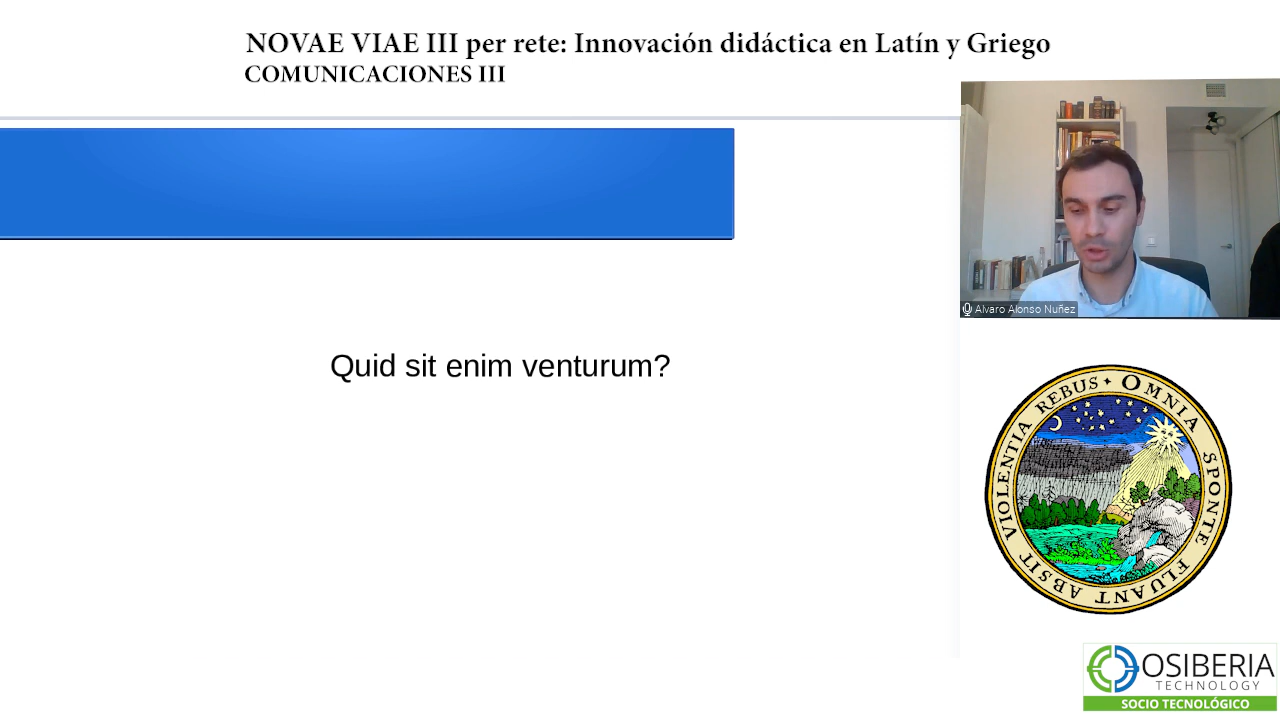 NOVAE VIAE III per rete: Innovación didáctica en Latín y Griego
COMUNICACIONES III
Alvaro Alonso Nuñez
Quid sit enim venturum?
OMNIA SPONTE FLUANT ABSIT VIOLENTIA REBUS
OSIBERIA
TECHNOLOGY
SOCIO TECNOLÓGICO